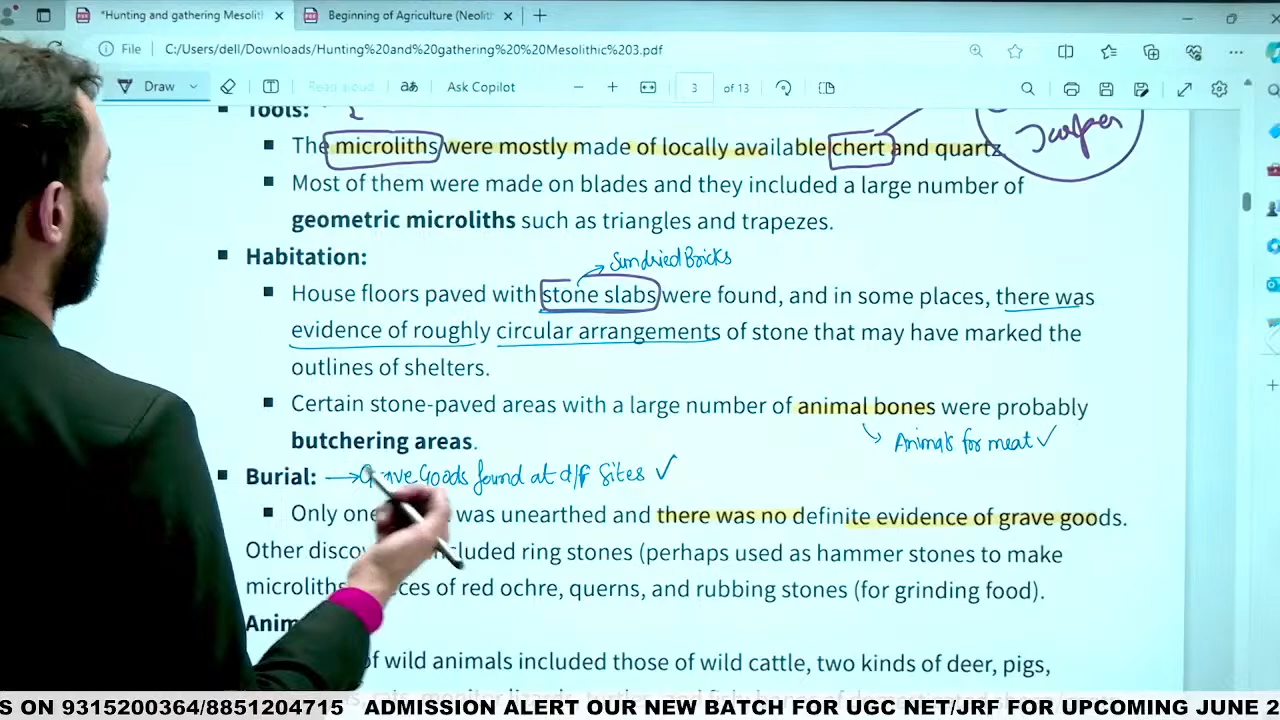 *Hunting and gathering Mesolit
Beginning of Agriculture (Neolit
File C:/Users/dell/Downloads/Hunting%20and%20gathering%20%20Mesolithic%203.pdf
Draw Read aloud aあ Ask Copilot 3 of 13
Tools:
Jasper
The microliths were mostly made of locally available chert and quartz.
Most of them were made on blades and they included a large number of
geometric microliths such as triangles and trapezes.
Habitation:
Sundried Bricks
House floors paved with stone slabs were found, and in some places, there was
evidence of roughly circular arrangements of stone that may have marked the
outlines of shelters.
Certain stone-paved areas with a large number of animal bones were probably
butchering areas.
Animals for meat
Burial: Grave Goods found at d/f Sites
Only one was unearthed and there was no definite evidence of grave goods.
Other included ring stones (perhaps used as hammer stones to make
microliths of red ochre, querns, and rubbing stones (for grinding food).
of wild animals included those of wild cattle, two kinds of deer, pigs,
S ON 9315200364/8851204715 ADMISSION ALERT OUR NEW BATCH FOR UGC NET/JRF FOR UPCOMING JUNE 2